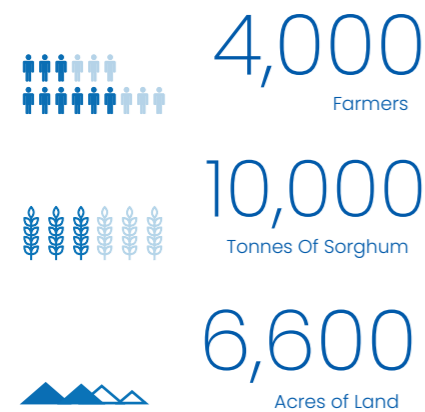 4,000
Farmers
10,000
Tonnes Of Sorghum
6,600
Acres of Land